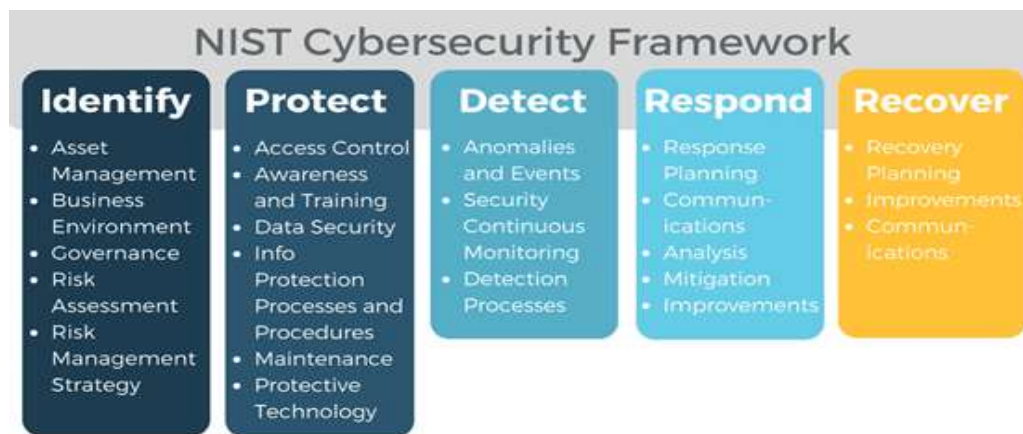 NIST Cybersecurity Framework
Identify
• Asset
Management
• Business
Environment
• Governance
• Risk
Assessment
• Risk
Management
Strategy
Protect
• Access Control
• Awareness
and Training
• Data Security
• Info
Protection
Processes and
Procedures
• Maintenance
• Protective
Technology
Detect
• Anomalies
and Events
• Security
Continuous
Monitoring
• Detection
Processes
Respond
• Response
Planning
• Commun-
ications
• Analysis
• Mitigation
• Improvements
Recover
• Recovery
Planning
• Improvements
• Commun-
ications